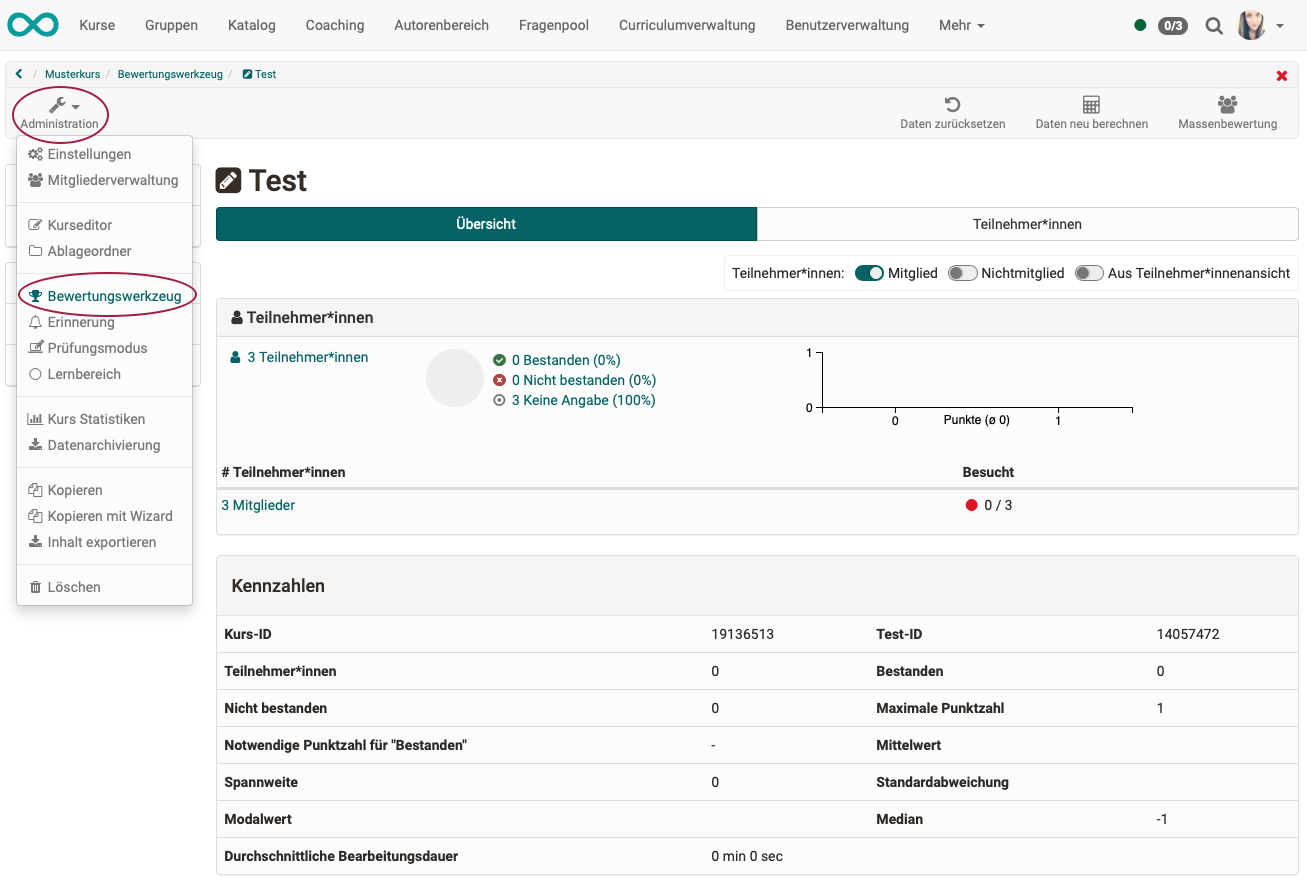 Kurse Gruppen Katalog Coaching Autorenbereich Fragenpool Curriculumverwaltung Benutzerverwaltung Mehr 0/3
/ Musterkurs / Bewertungswerkzeug / Test
Administration Daten zurücksetzen Daten neu berechnen Massenbewertung
Einstellungen
Mitgliederverwaltung
Kurseditor
Ablageordner
Bewertungswerkzeug
Erinnerung
Prüfungsmodus
Lernbereich
Kurs Statistiken
Datenarchivierung
Kopieren
Kopieren mit Wizard
Inhalt exportieren
Löschen
Test
Übersicht Teilnehmer*innen
Teilnehmer*innen: Mitglied Nichtmitglied Aus Teilnehmer*innenansicht
Teilnehmer*innen
3 Teilnehmer*innen
0 Bestanden (0%)
0 Nicht bestanden (0%)
3 Keine Angabe (100%)
1
0
0 Punkte (ø 0) 1
# Teilnehmer*innen Besucht
3 Mitglieder 0 / 3
Kennzahlen
Kurs-ID 19136513 Test-ID 14057472
Teilnehmer*innen 0 Bestanden 0
Nicht bestanden 0 Maximale Punktzahl 1
Notwendige Punktzahl für "Bestanden" - Mittelwert
Spannweite 0 Standardabweichung
Modalwert Median -1
Durchschnittliche Bearbeitungsdauer 0 min 0 sec